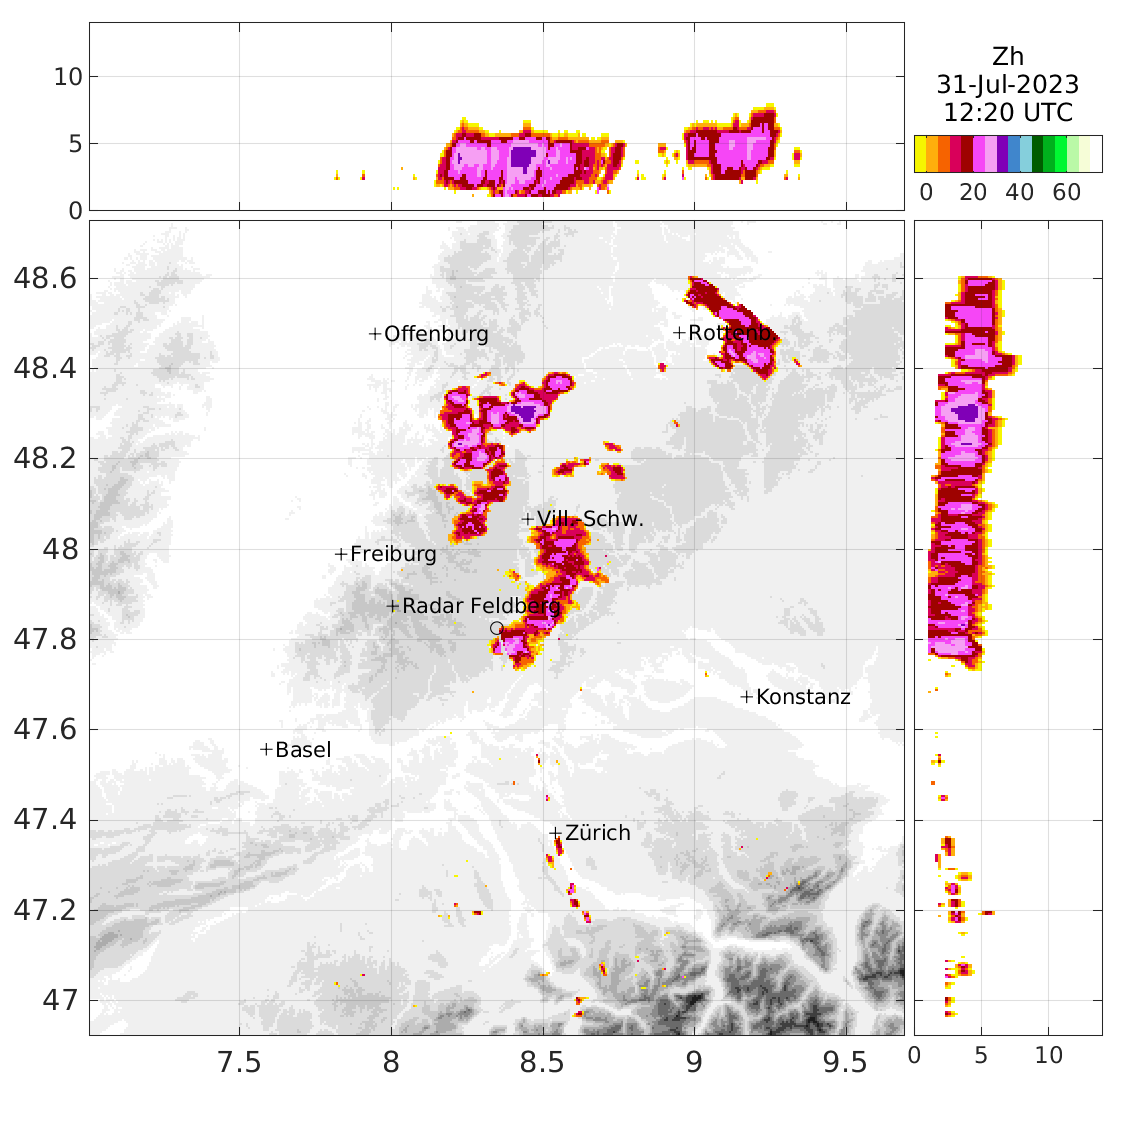 10
5
0
Zh
31-Jul-2023
12:20 UTC
0 20 40 60
48.6
48.4
48.2
48
47.8
47.6
47.4
47.2
47
+Offenburg
+Rottenb.
+Vill.-Schw.
+Freiburg
+Radar Feldberg
+Konstanz
+Basel
+Zürich
7.5 8 8.5 9 9.5
0 5 10